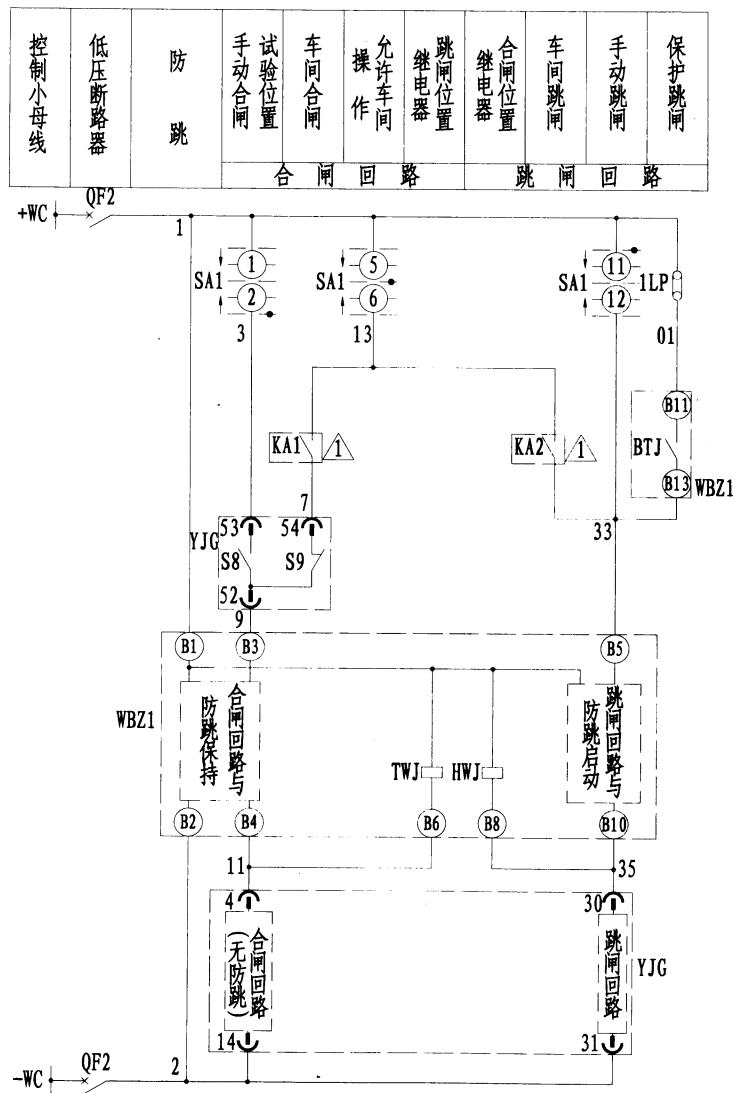 控制小母线
低压断路器
防跳
试验位置
手动合闸
车间合闸
允许车间
操作
跳闸位置
继电器
合闸位置
继电器
车间跳闸
手动跳闸
保护跳闸
合闸回路
跳闸回路
+WC
QF2
1
SA1
1
2
SA1
5
6
SA1
11
12
1LP
3
13
01
B11
KA1
1
KA2
1
BTJ
B13
WBZ1
7
53
54
33
YJG
S8
S9
52
9
B1
B3
B5
WBZ1
合闸回路与
防跳保持
跳闸回路与
防跳启动
TWJ
HWJ
B2
B4
B6
B8
B10
11
35
4
30
合闸回路
(无防跳)
跳闸回路
YJG
14
31
-WC
QF2
2